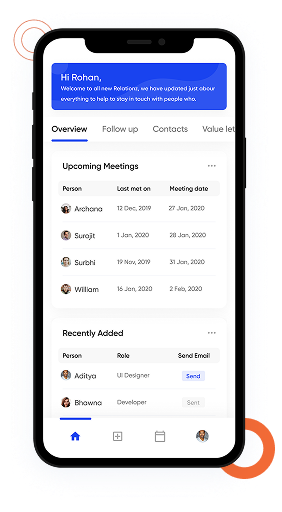 Hi Rohan,
Welcome to all new Relationz, we have updated just abour
everything to help to stay in touch with people who.
Overview Follow up Contacts Value let
Upcoming Meetings
Person Last met on Meeting date
Archana 12 Dec, 2019 27 Jan, 2020
Surojit 1 Jan, 2020 28 Jan, 2020
Surbhi 19 Nov, 2019 31 Jan, 2020
William 16 Jan, 2020 2 Feb, 2020
Recently Added
Person Role Send Email
Aditya UI Designer Send
Bhawna Developer Sent